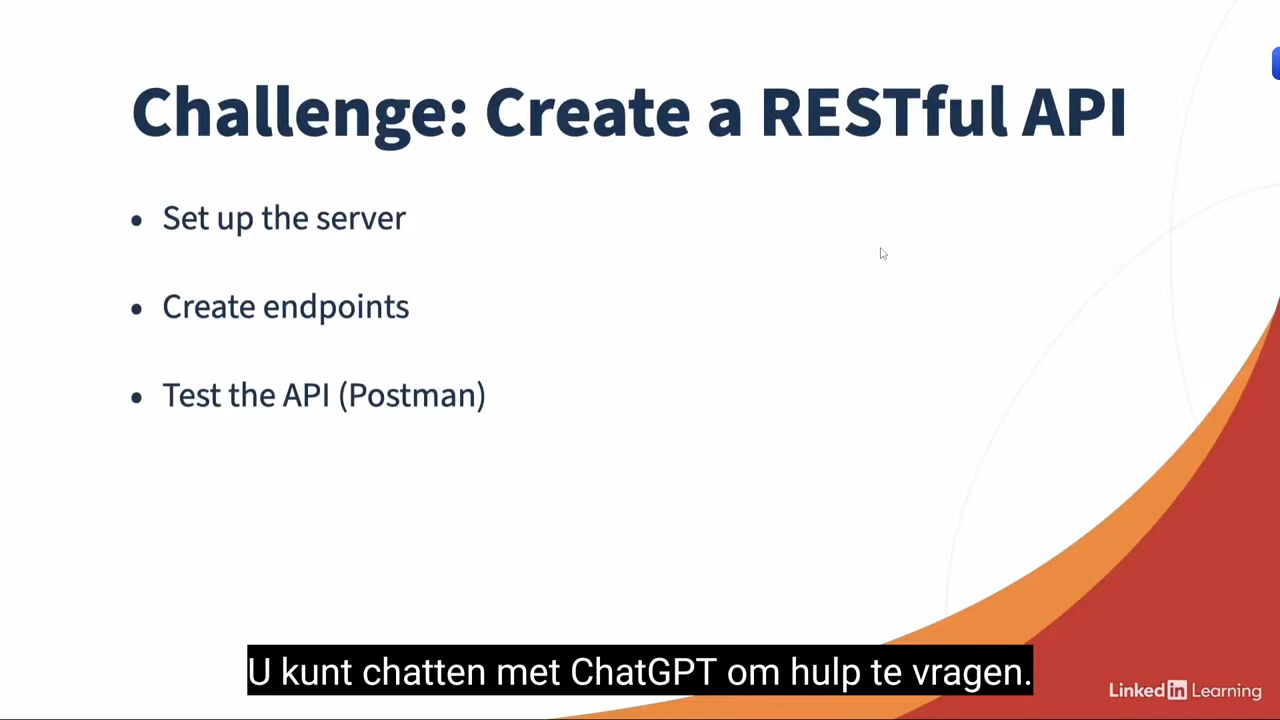 Challenge: Create a RESTful API
• Set up the server
• Create endpoints
• Test the API (Postman)
U kunt chatten met ChatGPT om hulp te vragen.
Linked in Learning